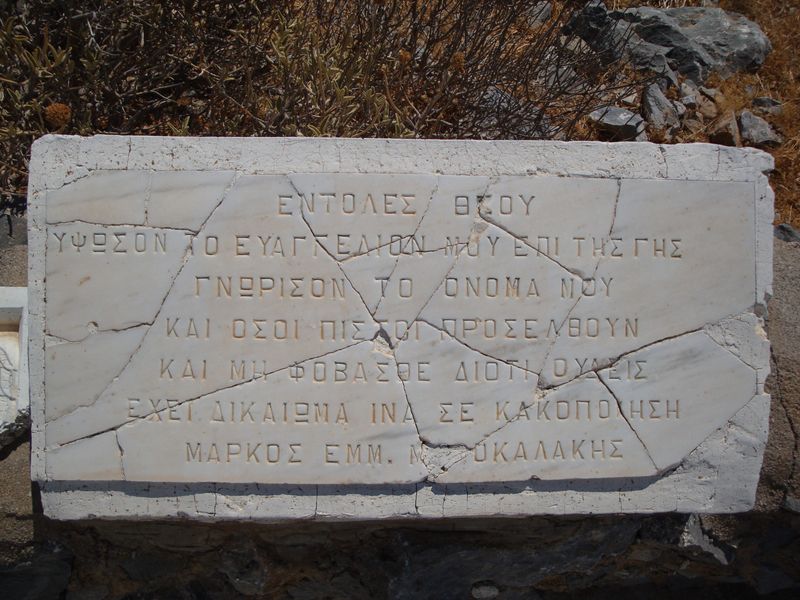 ΕΝΤΟΛΕΣ ΘΕΟΥ
ΥΨΩΣΟΝ ΤΟ ΕΥΑΓΓΕΛΙΟΝ ΜΟΥ ΕΠΙ ΤΗΣ ΓΗΣ
ΓΝΩΡΙΣΟΝ ΤΟ ΟΝΟΜΑ ΜΟΥ
ΚΑΙ ΟΣΟΙ ΠΙΣΤΟΙ ΠΡΟΣΕΛΘΟΥΝ
ΚΑΙ ΜΗ ΦΟΒΑΣΘΕ ΔΙΟΤΙ ΟΥΔΕΙΣ
ΕΧΕΙ ΔΙΚΑΙΩΜΑ ΙΝΑ ΣΕ ΚΑΚΟΠΟΙΗΣΗ
ΜΑΡΚΟΣ ΕΜΜ.